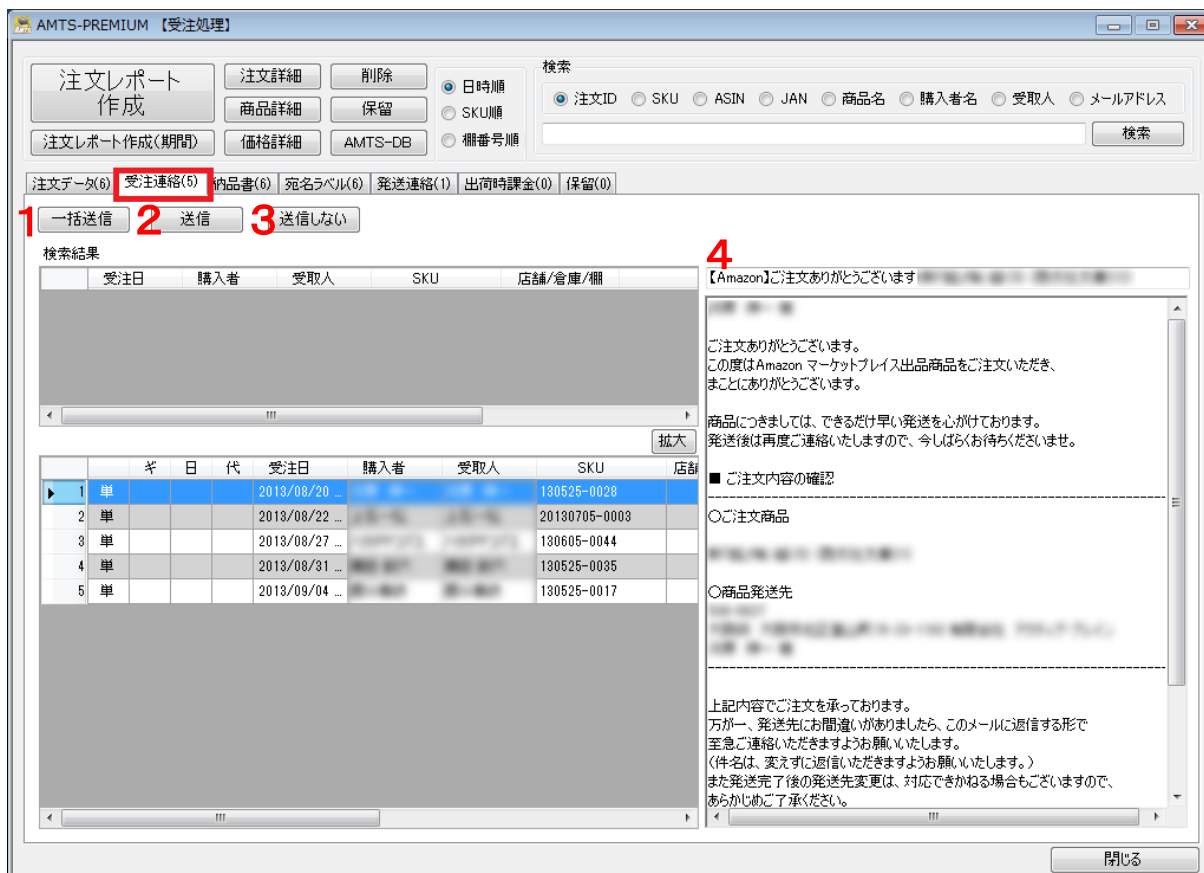 AMTS-PREMIUM 【受注処理】
注文レポート
作成
注文詳細
削除
商品詳細
保留
注文レポート作成(期間)
価格詳細
AMTS-DB
日時順
SKU順
棚番号順
検索
注文ID
SKU
ASIN
JAN
商品名
購入者名
受取人
メールアドレス
検索
注文データ(6)
受注連絡(5)
納品書(6)
宛名ラベル(6)
発送連絡(1)
出荷時課金(0)
保留(0)
1 一括送信
2 送信
3 送信しない
検索結果
受注日 購入者 受取人 SKU 店舗/倉庫/棚
拡大
ギ 日 代 受注日 購入者 受取人 SKU 店舗
1 単 2013/08/20 ... 130525-0028
2 単 2013/08/22 ... 20130705-0003
3 単 2013/08/27 ... 130605-0044
4 単 2013/08/31 ... 130525-0035
5 単 2013/09/04 ... 130525-0017
4
【Amazon】ご注文ありがとうございます
ご注文ありがとうございます。
この度はAmazon マーケットプレイス出品商品をご注文いただき、
まことにありがとうございます。
商品につきましては、できるだけ早い発送を心がけております。
発送後は再度ご連絡いたしますので、今しばらくお待ちくださいませ。
■ ご注文内容の確認
〇ご注文商品
〇商品発送先
上記内容でご注文を承っております。
万が一、発送先にお間違いがありましたら、このメールに返信する形で
至急ご連絡いただきますようお願いいたします。
(件名は、変えずに返信いただきますようお願いいたします。)
また発送完了後の発送先変更は、対応できかねる場合もございますので、
あらかじめご了承ください。
閉じる